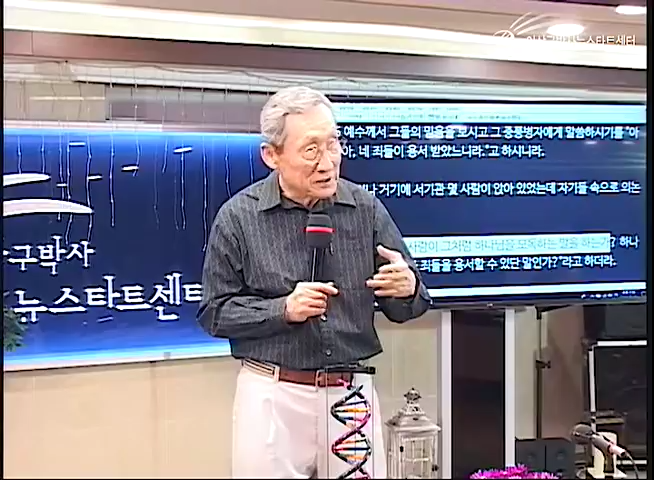 이상구박사뉴스타트센터
예수께서 그들의 믿음을 보시고 그 중풍병자에게 말씀하시기를 "아
아, 네 죄들이 용서 받았느니라."고 하시니라.
거기에 서기관 몇 사람이 앉아 있었는데 자기들 속으로 의논
사람이 그처럼 하나님을 모독하는 말을 하는가? 하나
죄들을 용서할 수 있단 말인가?"라고 하더라.
구박사
뉴스타트센터